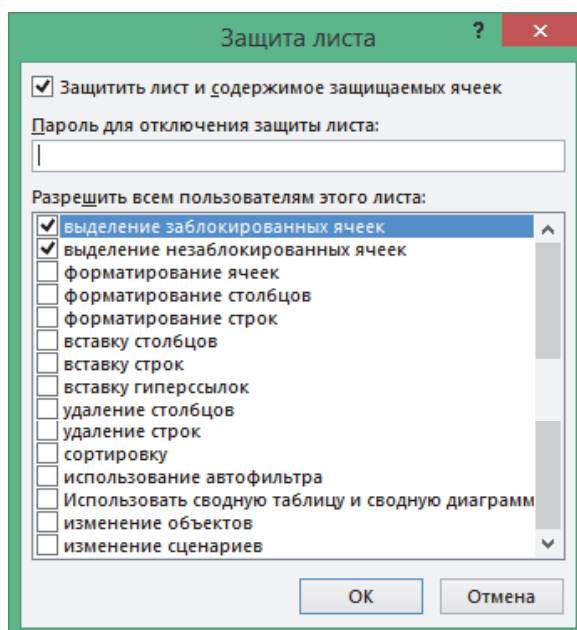 Защита листа
?
×
Защитить лист и содержимое защищаемых ячеек
Пароль для отключения защиты листа:
Разрешить всем пользователям этого листа:
выделение заблокированных ячеек
выделение незаблокированных ячеек
форматирование ячеек
форматирование столбцов
форматирование строк
вставку столбцов
вставку строк
вставку гиперссылок
удаление столбцов
удаление строк
сортировку
использование автофильтра
Использовать сводную таблицу и сводную диаграмм
изменение объектов
изменение сценариев
ОК
Отмена